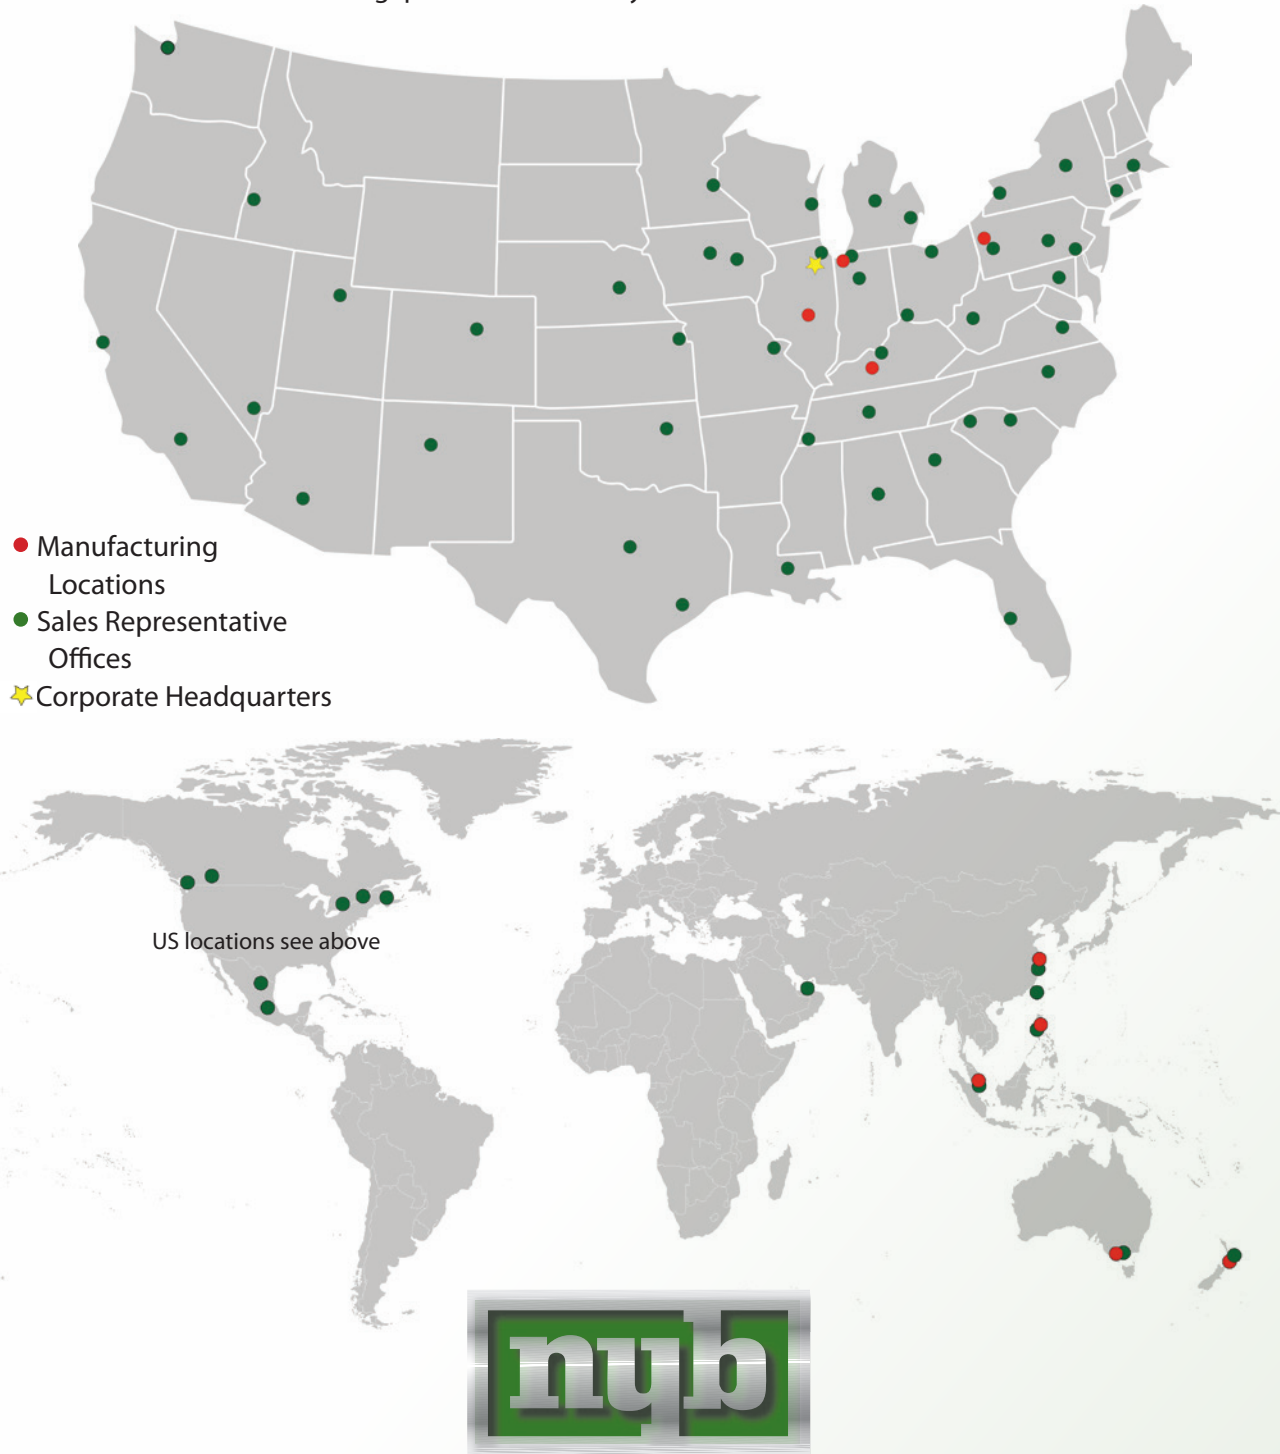 Manufacturing
Locations
Sales Representative
Offices
Corporate Headquarters
US locations see above
nyb